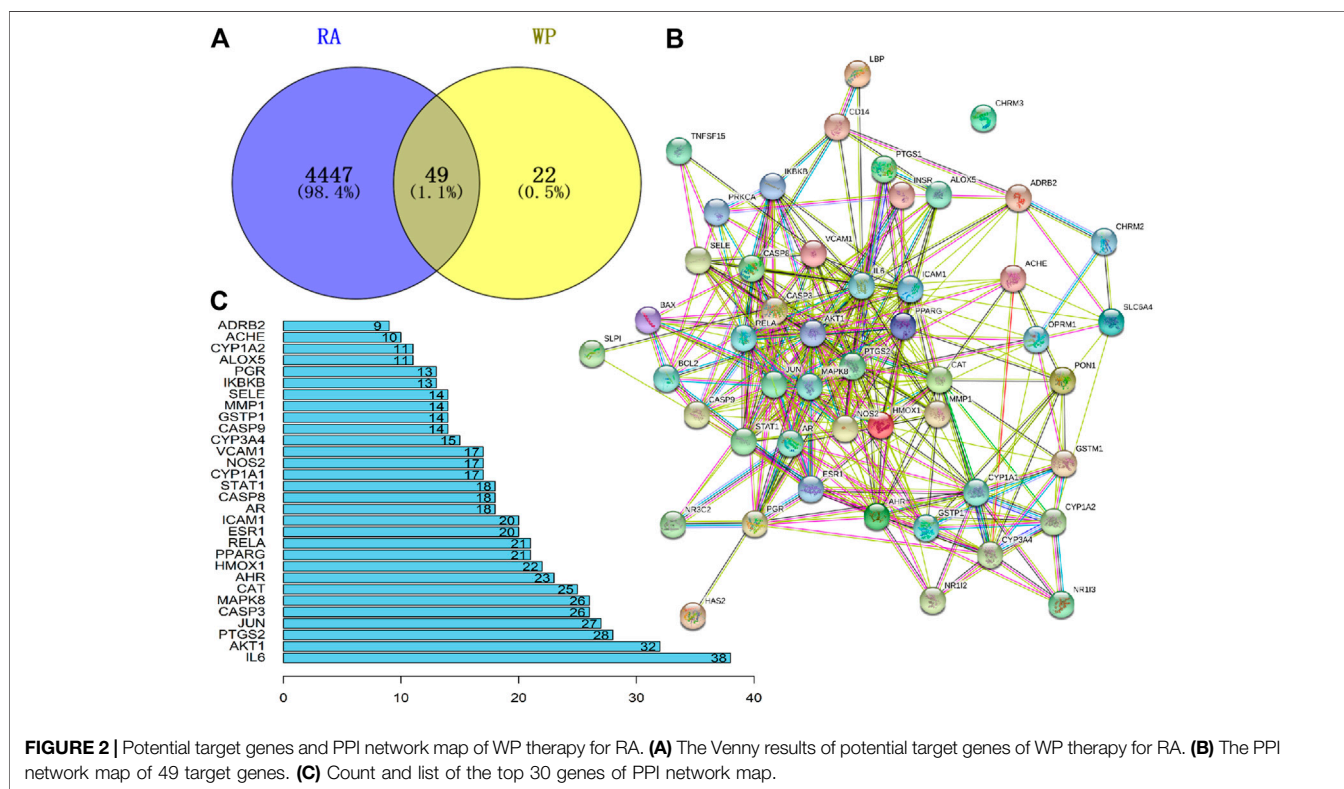 A
RA
WP
4447
(98.4%)
49
(1.1%)
22
(0.5%)
B
LBP
CHRM3
CD14
TNFSF15
PTGS1
IKBKB
INSR
ALOX5
ADRB2
PRKCA
CHRM2
SELE
VCAM1
CASP8
IL6
ICAM1
ACHE
CASP3
BAX
PPARG
SLC6A4
RELA
AKT1
OPRM1
SLPI
PTGS2
BCL2
JUN
MAPK8
CAT
PON1
CASP9
MMP1
NOS2
HMOX1
STAT1
AR
GSTM1
ESR1
CYP1A1
NR3C2
PGR
AHR
GSTP1
CYP1A2
CYP3A4
NR1I2
NR1I3
HAS2
C
ADRB2 9
ACHE 10
CYP1A2 11
ALOX5 11
PGR 13
IKBKB 13
SELE 14
MMP1 14
GSTP1 14
CASP9 14
CYP3A4 15
VCAM1 17
NOS2 17
CYP1A1 17
STAT1 18
CASP8 18
AR 18
ICAM1 20
ESR1 20
RELA 21
PPARG 21
HMOX1 22
AHR 23
CAT 25
MAPK8 26
CASP3 26
JUN 27
PTGS2 28
AKT1 32
IL6 38
0 10 20 30 40
FIGURE 2 | Potential target genes and PPI network map of WP therapy for RA. (A) The Venny results of potential target genes of WP therapy for RA. (B) The PPI
network map of 49 target genes. (C) Count and list of the top 30 genes of PPI network map.